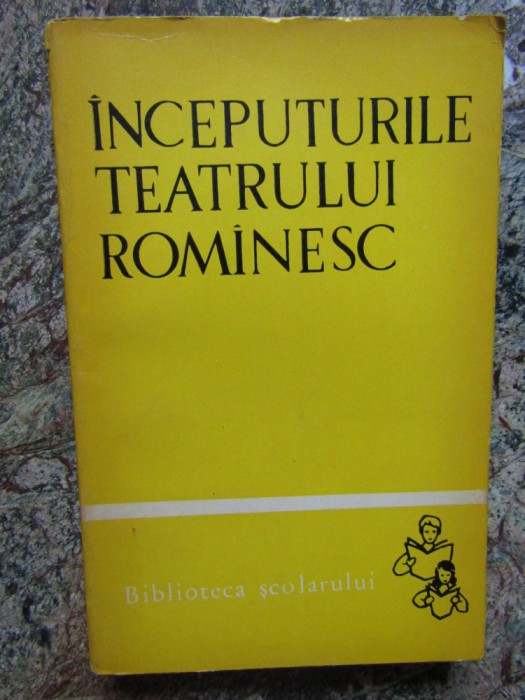 ÎNCEPUTURILE
TEATRULUI
ROMÎNESC
Biblioteca școlarului